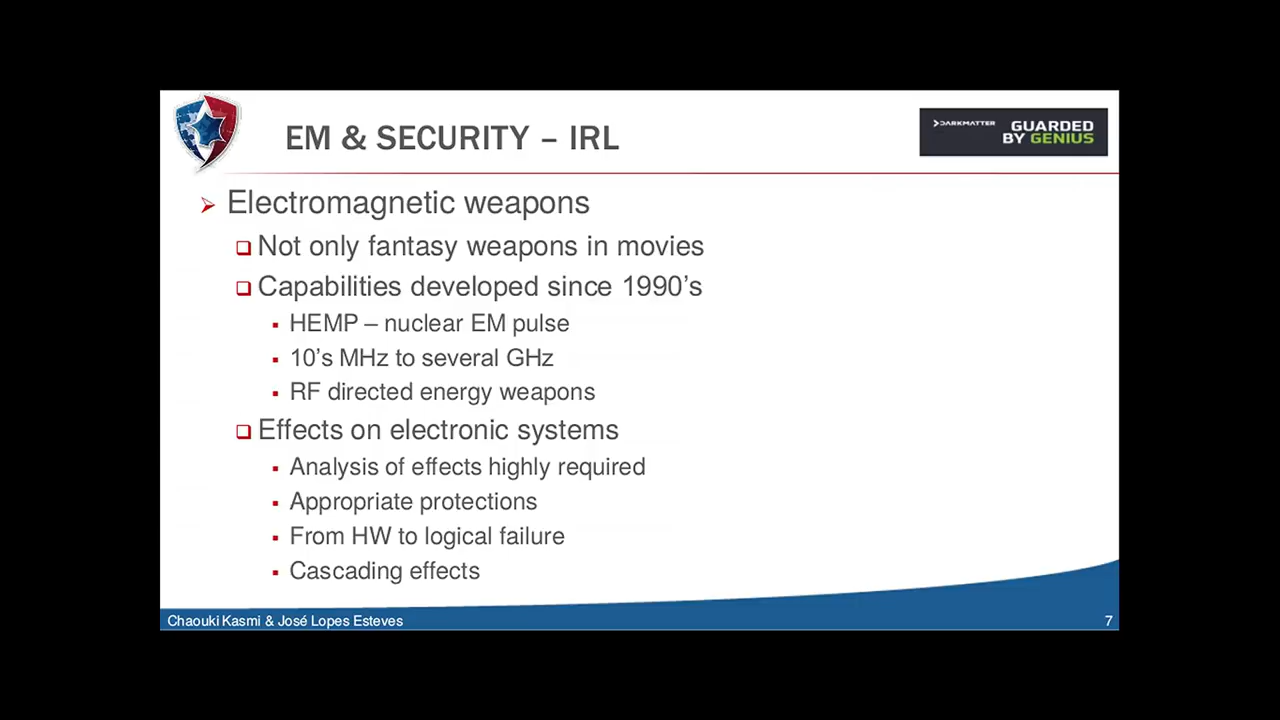 EM & SECURITY – IRL
DARKMATTER
GUARDED
BY GENIUS
Electromagnetic weapons
Not only fantasy weapons in movies
Capabilities developed since 1990's
HEMP – nuclear EM pulse
10's MHz to several GHz
RF directed energy weapons
Effects on electronic systems
Analysis of effects highly required
Appropriate protections
From HW to logical failure
Cascading effects
Chaouki Kasmi & José Lopes Esteves
7